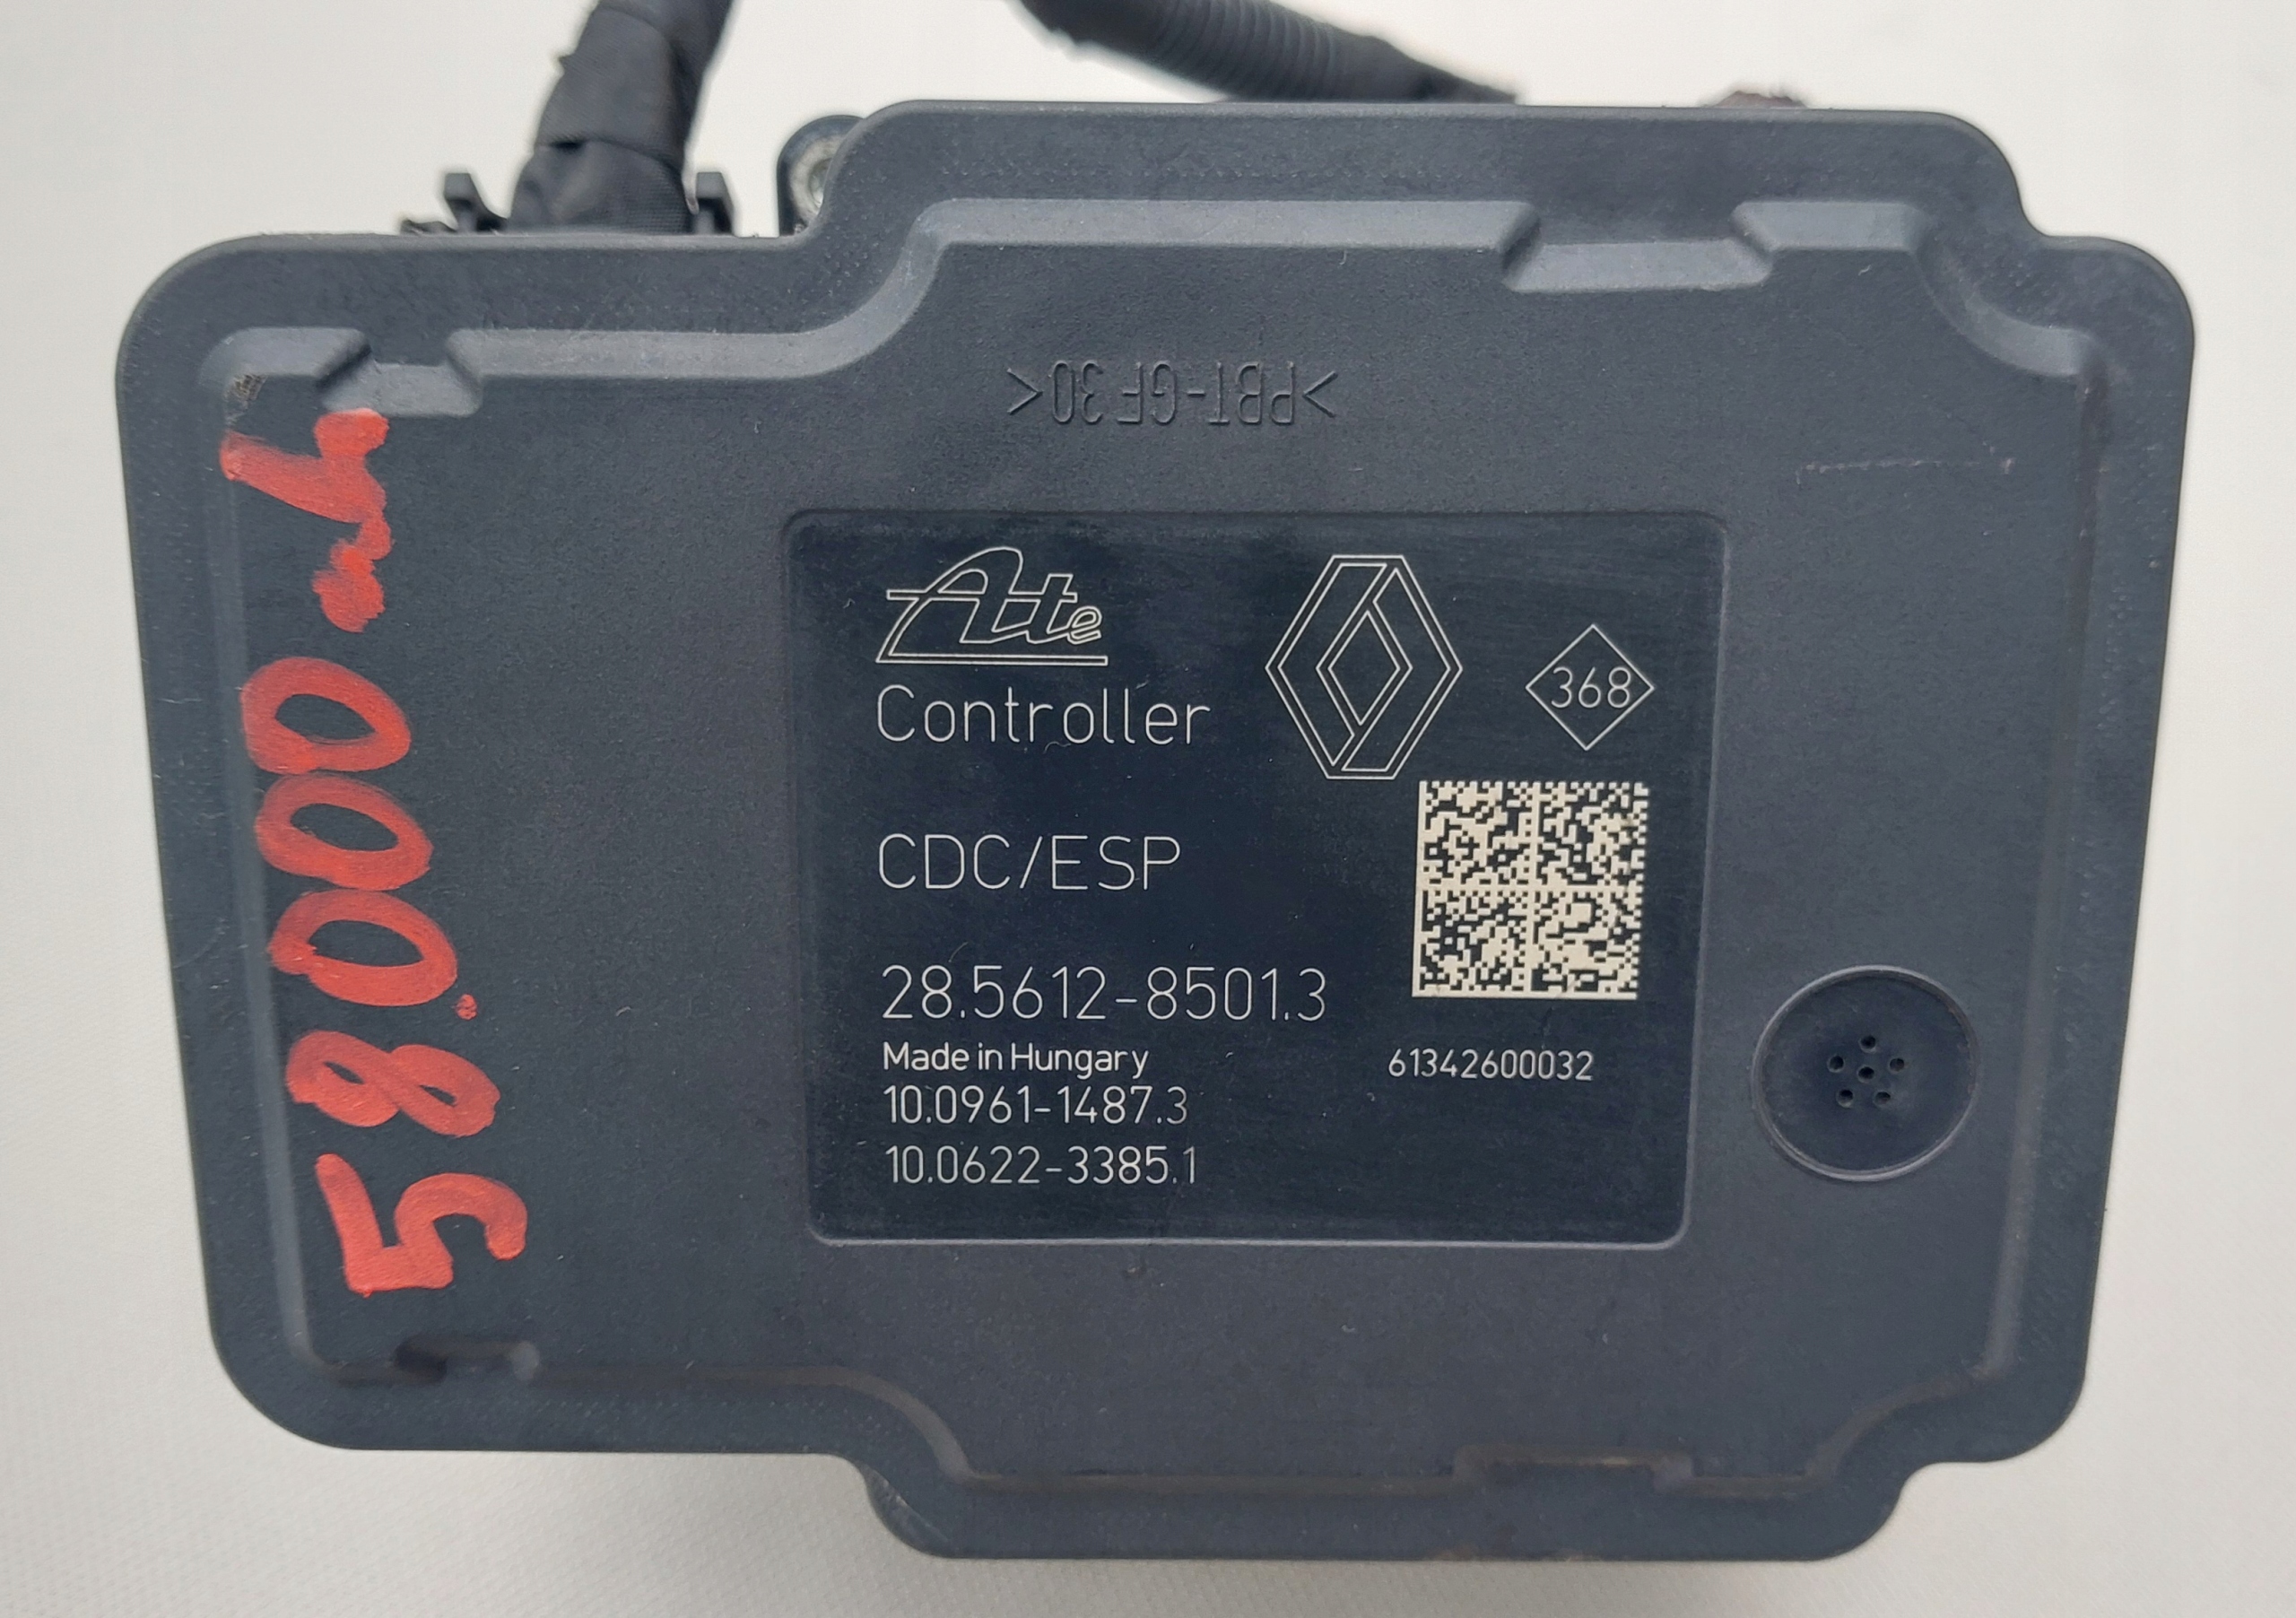 >PBT-GF30<
Ate
368
Controller
CDC/ESP
28.5612-8501.3
Made in Hungary
61342600032
10.0961-1487.3
10.0622-3385.1